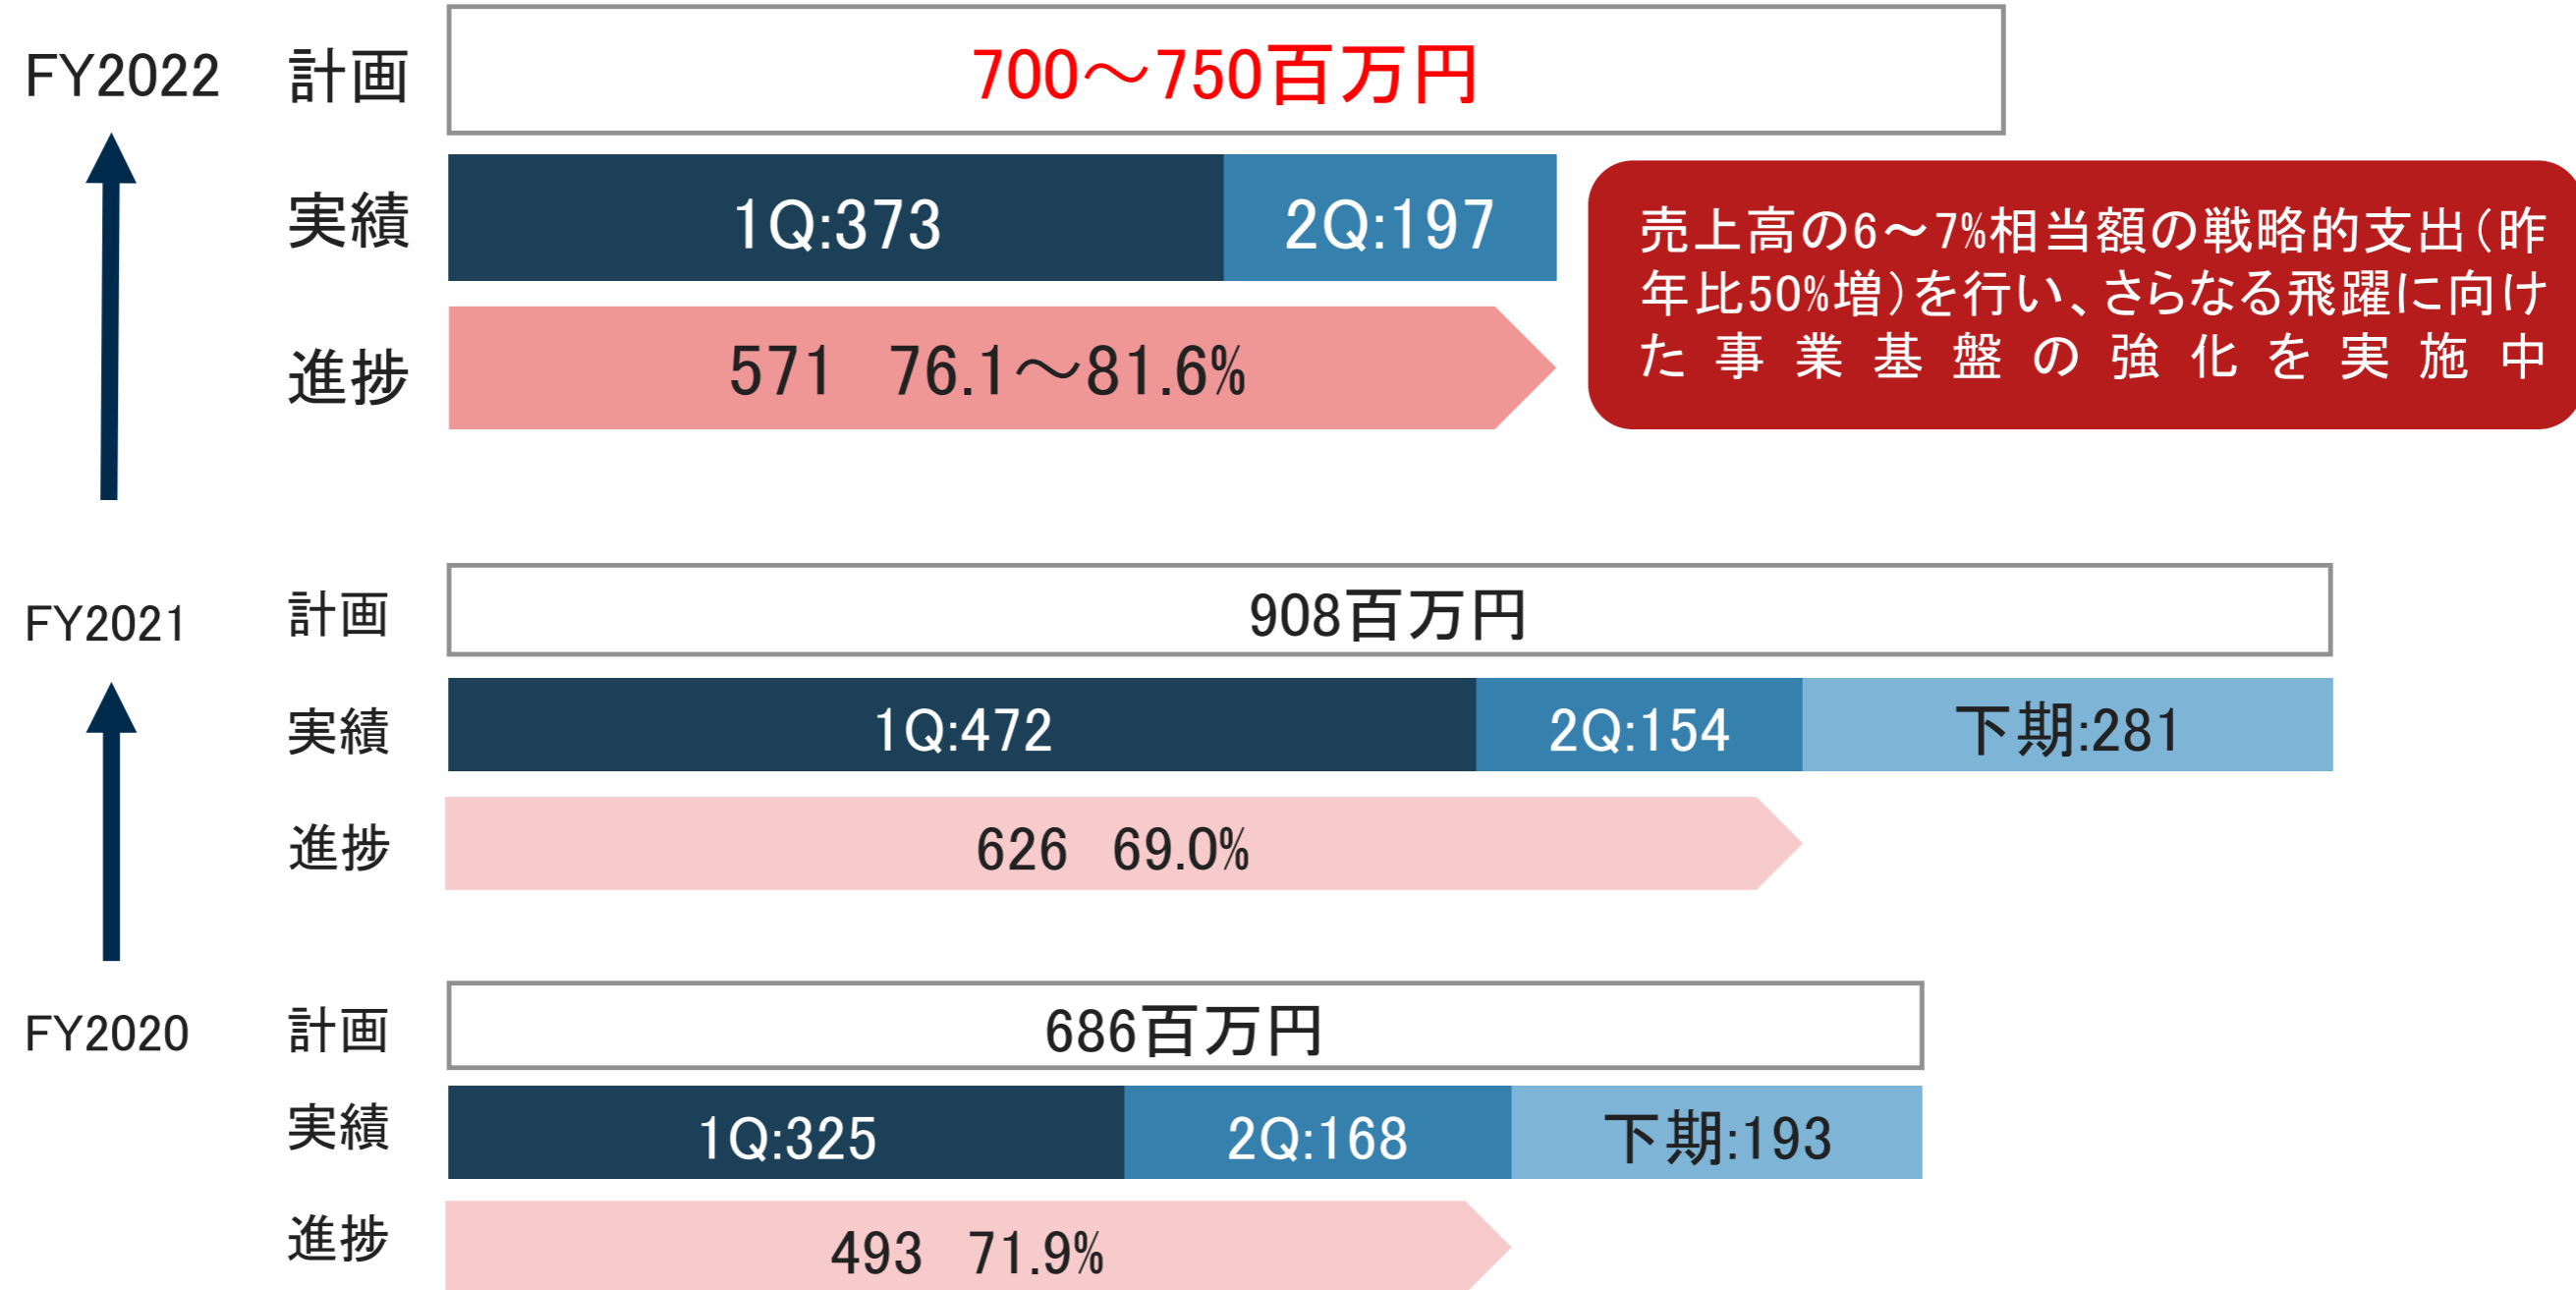 FY2022 計画 700～750百万円
実績 1Q:373 2Q:197
進捗 571 76.1～81.6%
売上高の6～7%相当額の戦略的支出(昨
年比50%増)を行い、さらなる飛躍に向け
た事業基盤の強化を実施中
FY2021 計画 908百万円
実績 1Q:472 2Q:154 下期:281
進捗 626 69.0%
FY2020 計画 686百万円
実績 1Q:325 2Q:168 下期:193
進捗 493 71.9%